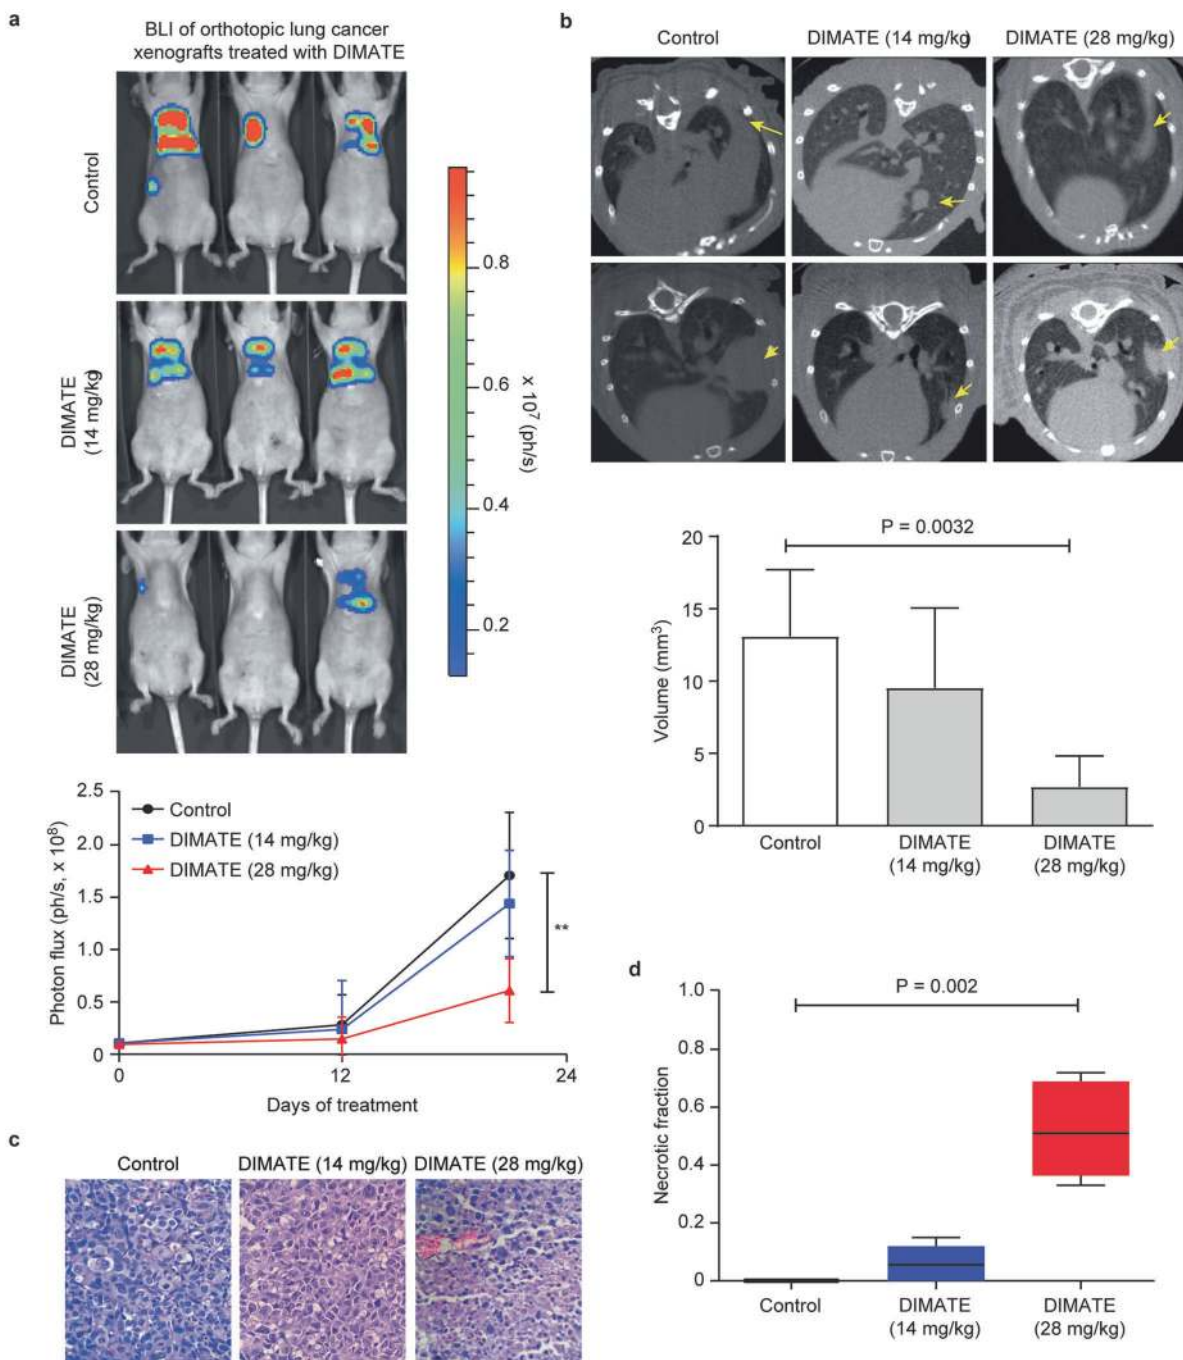 a
BLI of orthotopic lung cancer
xenografts treated with DIMATE
Control
DIMATE
(14 mg/kg)
DIMATE
(28 mg/kg)
0.8
0.6
0.4
0.2
x 10⁷ (ph/s)
2.5
2.0
1.5
1.0
0.5
0
Photon flux (ph/s, x 10⁸)
Control
DIMATE (14 mg/kg)
DIMATE (28 mg/kg)
**
0
12
24
Days of treatment
b
Control
DIMATE (14 mg/kg)
DIMATE (28 mg/kg)
P = 0.0032
20
15
10
5
0
Volume (mm³)
Control
DIMATE
(14 mg/kg)
DIMATE
(28 mg/kg)
c
Control
DIMATE (14 mg/kg)
DIMATE (28 mg/kg)
d
P = 0.002
1.0
0.8
0.6
0.4
0.2
0
Necrotic fraction
Control
DIMATE
(14 mg/kg)
DIMATE
(28 mg/kg)